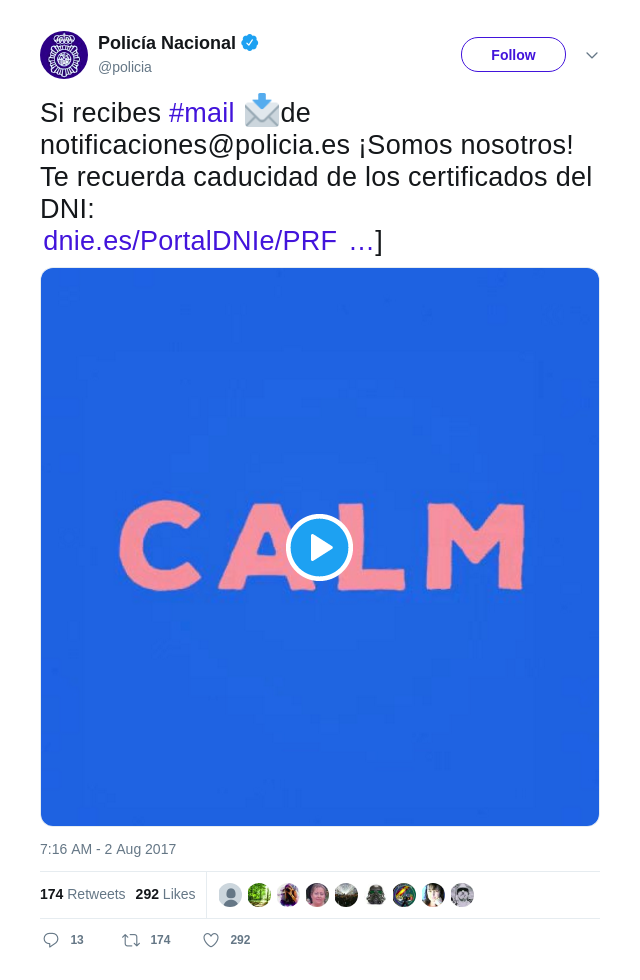 Policía Nacional
@policia
Follow
Si recibes #mail de
notificaciones@policia.es ¡Somos nosotros!
Te recuerda caducidad de los certificados del
DNI:
dnie.es/PortalDNIe/PRF …]
CALM
7:16 AM - 2 Aug 2017
174 Retweets 292 Likes
13 174 292